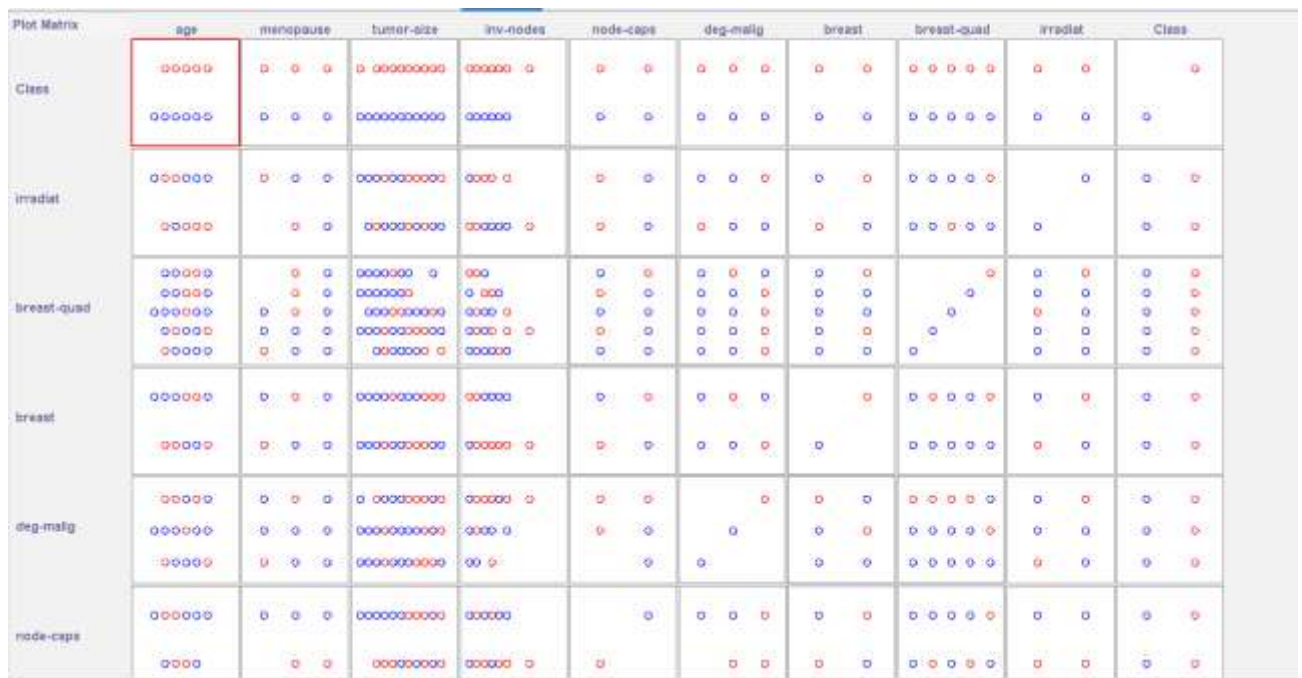 Plot Matrix age menopause tumor-size inv-nodes node-caps deg-malig breast breast-quad irradiat Class
Class
irradiat
breast-quad
breast
deg-malig
node-caps